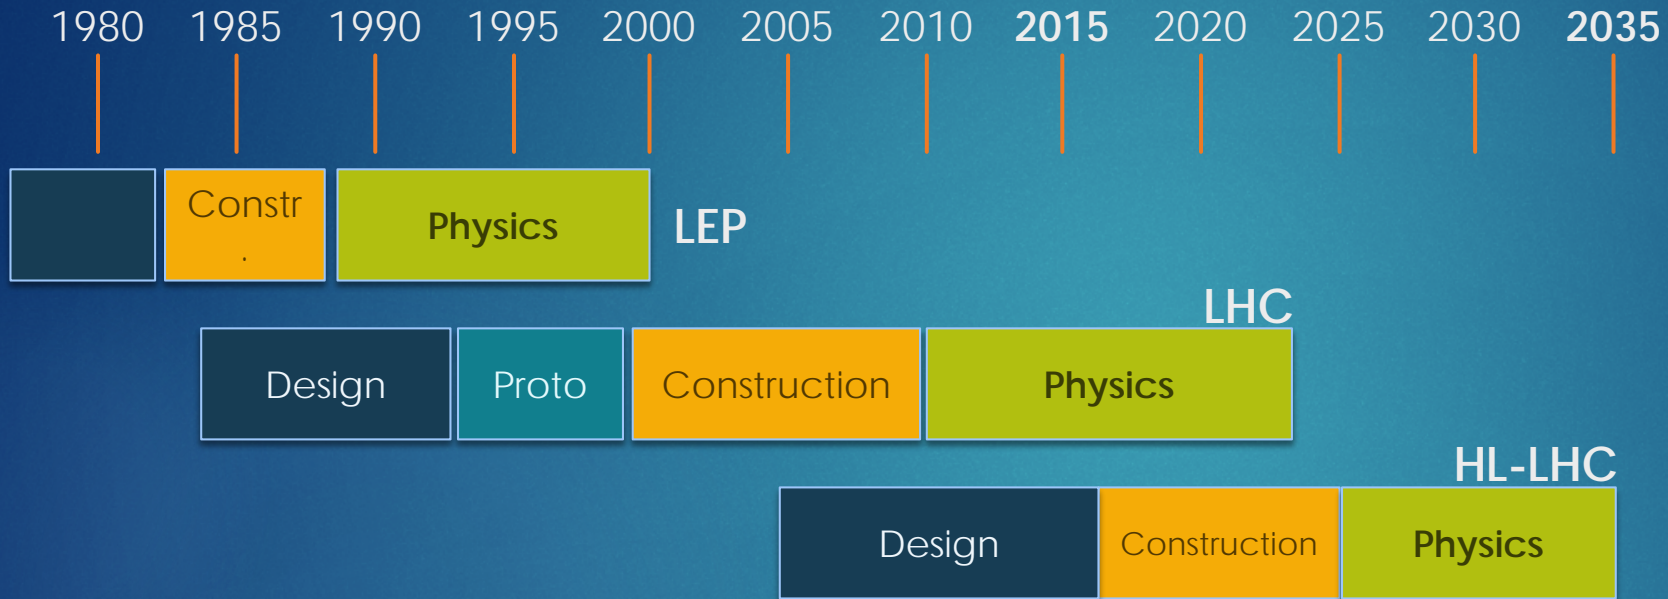 1980 1985 1990 1995 2000 2005 2010 2015 2020 2025 2030 2035
Constr
.
Physics
LEP
LHC
Design
Proto
Construction
Physics
HL-LHC
Design
Construction
Physics